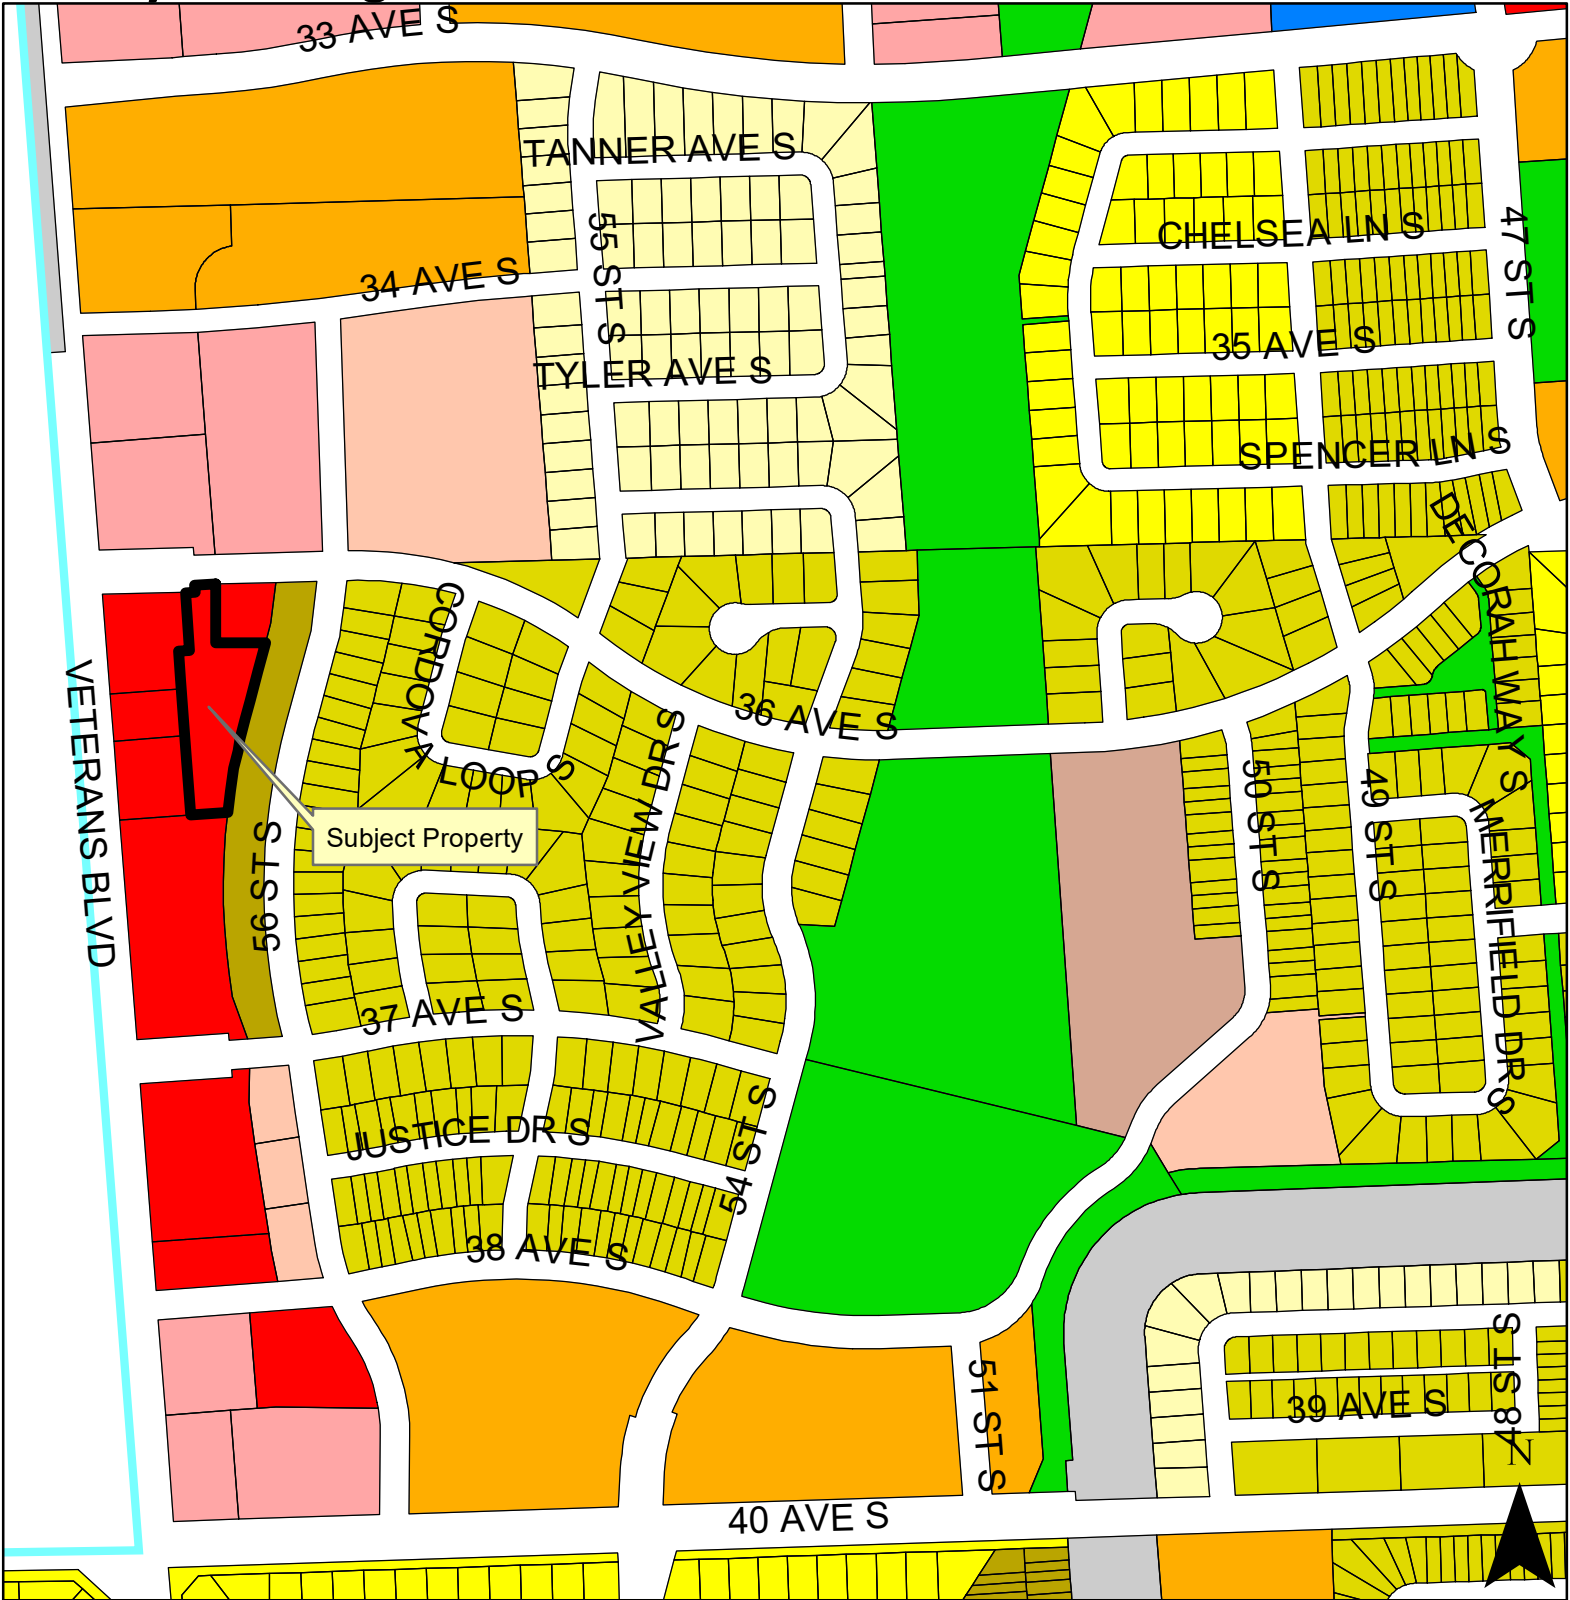 33 AVE S
TANNER AVE S
CHELSEA LN S
47 ST S
55 ST S
34 AVE S
35 AVE S
TYLER AVE S
SPENCER LN S
DECORAH WAY S
CORDOVA LOOP S
VETERANS BLVD
36 AVE S
VALLEY VIEW DR S
50 ST S
49 ST S
MERRIFIELD DR S
Subject Property
56 ST S
37 AVE S
54 ST S
JUSTICE DR S
38 AVE S
51 ST S
48 ST S
39 AVE S
N
40 AVE S